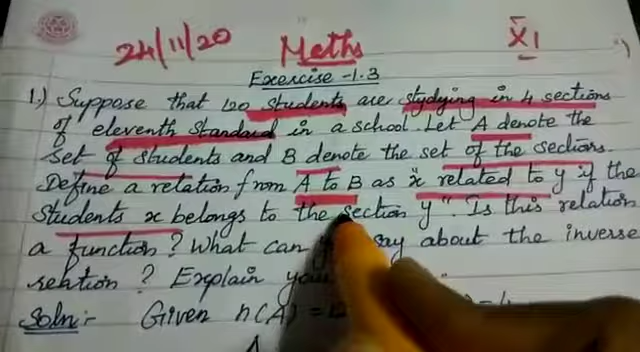 24/11/20 Maths XI
Exercise-1.3
1.) Suppose that 120 students are stydying in 4 sections
of eleventh standard in a school. Let A denote the
set of students and B denote the set of the sections.
Define a relation from A to B as "x related to y if the
students x belongs to the section y". Is this relation
a function? What can say about the inverse
relation? Explain
Soln:- Given n(A) =